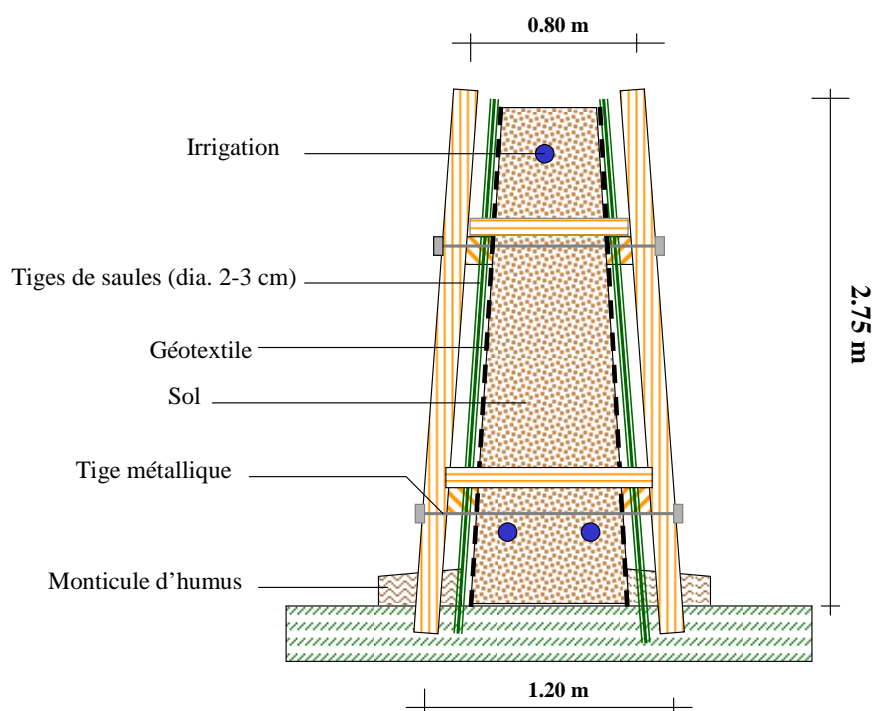 0.80 m
Irrigation
Tiges de saules (dia. 2-3 cm)
2.75 m
Géotextile
Sol
Tige métallique
Monticule d'humus
1.20 m